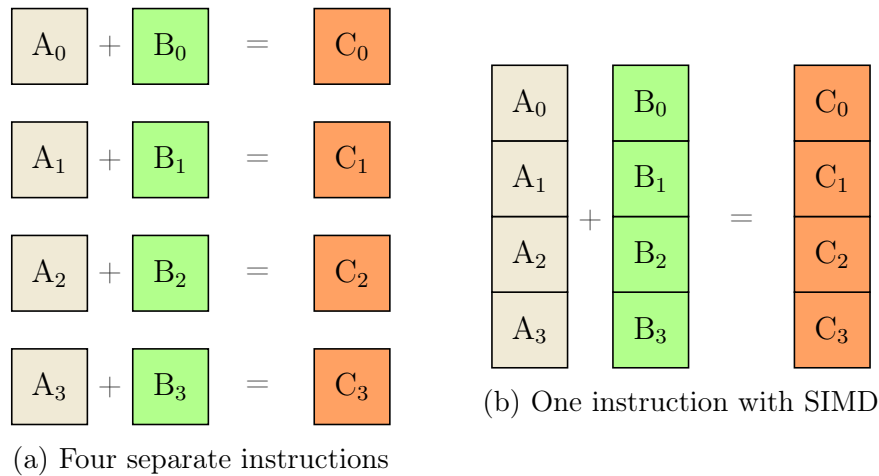 A₀ + B₀ = C₀
A₁ + B₁ = C₁
A₂ + B₂ = C₂
A₃ + B₃ = C₃
(a) Four separate instructions
A₀ B₀ C₀
A₁ B₁ C₁
+ =
A₂ B₂ C₂
A₃ B₃ C₃
(b) One instruction with SIMD